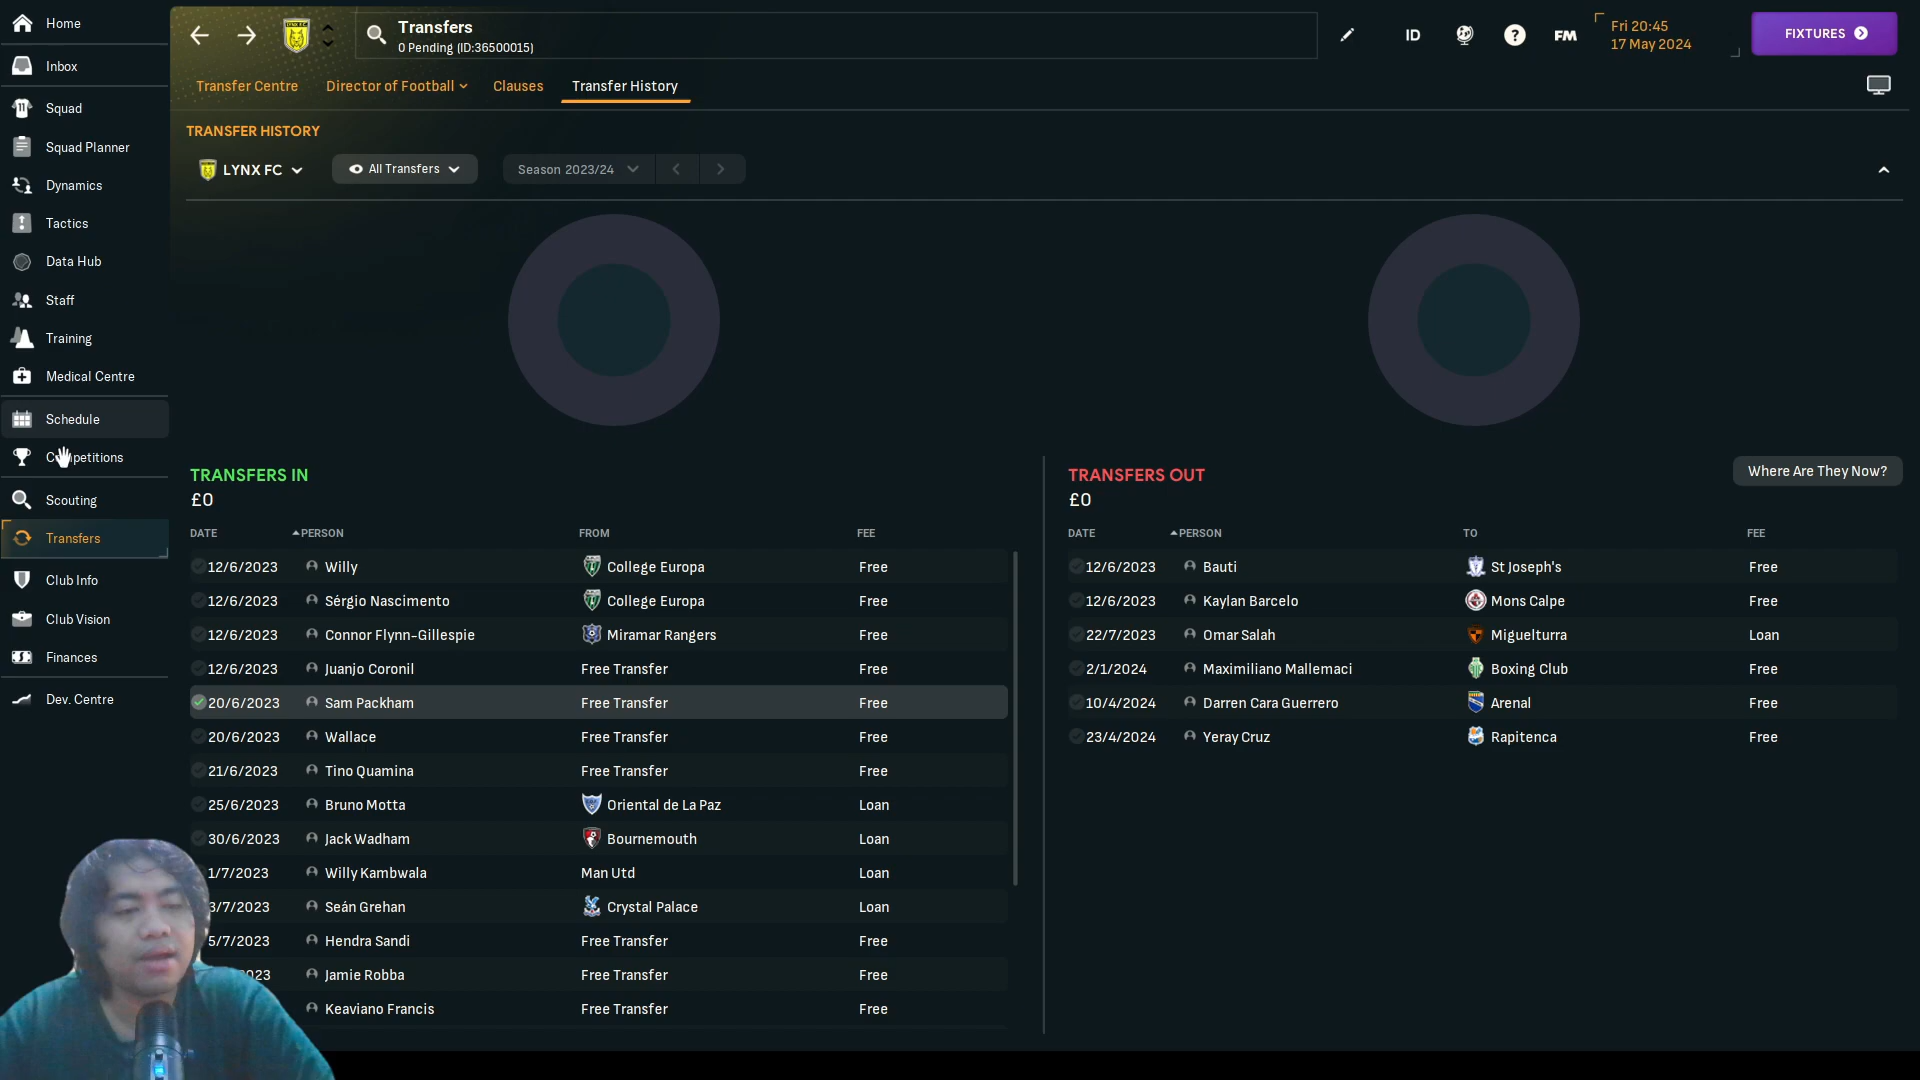 Home
Inbox
Squad
Squad Planner
Dynamics
Tactics
Data Hub
Staff
Training
Medical Centre
Schedule
Competitions
Scouting
Transfers
Club Info
Club Vision
Finances
Dev. Centre
Transfers
0 Pending (ID:36500015)
ID
FM
Fri 20:45
17 May 2024
FIXTURES
Transfer Centre Director of Football Clauses Transfer History
TRANSFER HISTORY
LYNX FC All Transfers Season 2023/24
TRANSFERS IN
£0
DATE PERSON FROM FEE
12/6/2023 Willy College Europa Free
12/6/2023 Sérgio Nascimento College Europa Free
12/6/2023 Connor Flynn-Gillespie Miramar Rangers Free
12/6/2023 Juanjo Coronil Free Transfer Free
20/6/2023 Sam Packham Free Transfer Free
20/6/2023 Wallace Free Transfer Free
21/6/2023 Tino Quamina Free Transfer Free
25/6/2023 Bruno Motta Oriental de La Paz Loan
30/6/2023 Jack Wadham Bournemouth Loan
1/7/2023 Willy Kambwala Man Utd Loan
3/7/2023 Seán Grehan Crystal Palace Loan
5/7/2023 Hendra Sandi Free Transfer Free
Jamie Robba Free Transfer Free
Keaviano Francis Free Transfer Free
TRANSFERS OUT
£0
Where Are They Now?
DATE PERSON TO FEE
12/6/2023 Bauti St Joseph's Free
12/6/2023 Kaylan Barcelo Mons Calpe Free
22/7/2023 Omar Salah Miguelturra Loan
2/1/2024 Maximiliano Mallemaci Boxing Club Free
10/4/2024 Darren Cara Guerrero Arenal Free
23/4/2024 Yeray Cruz Rapitenca Free